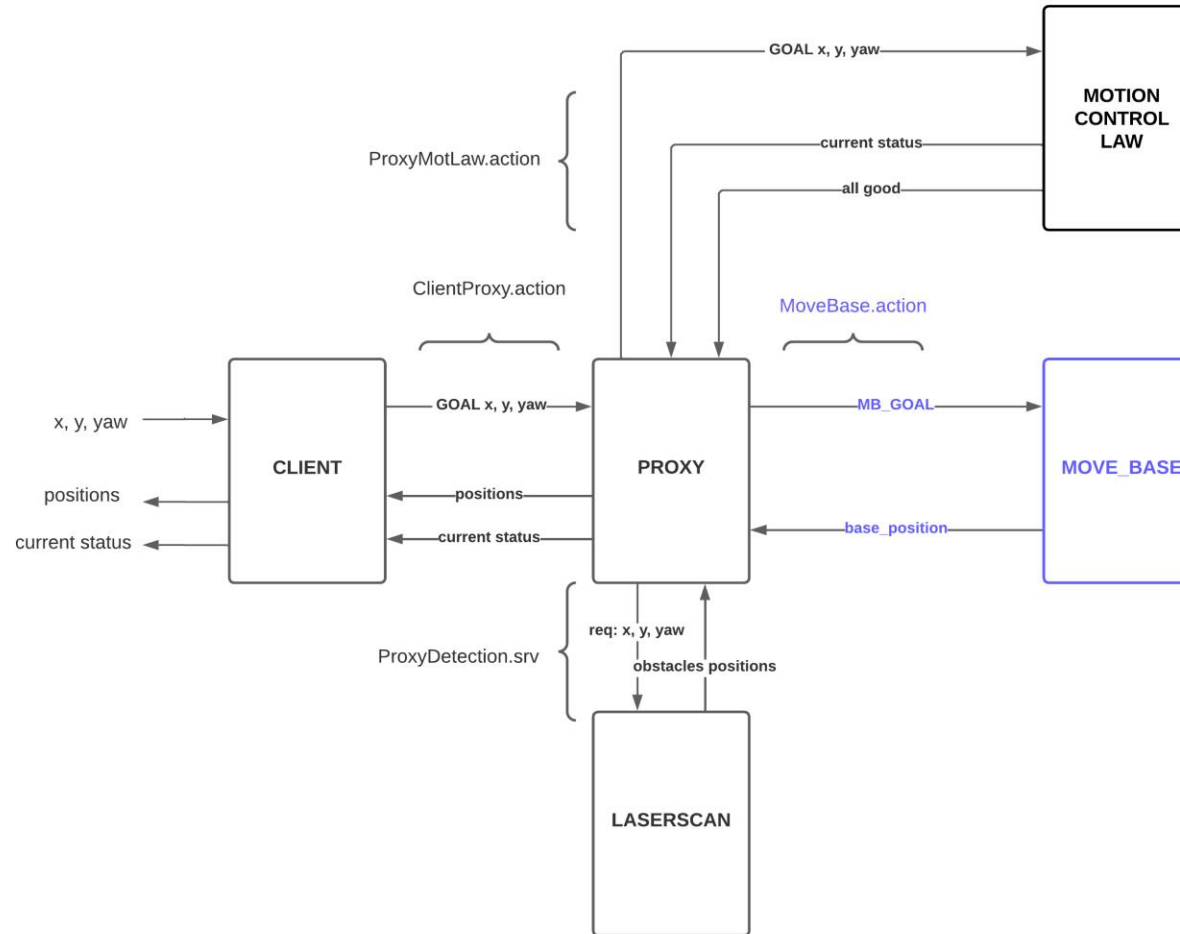 GOAL x, y, yaw
MOTION
CONTROL
LAW
ProxyMotLaw.action
current status
all good
ClientProxy.action
MoveBase.action
x, y, yaw
GOAL x, y, yaw
MB_GOAL
CLIENT
PROXY
MOVE_BASE
positions
positions
current status
current status
base_position
req: x, y, yaw
ProxyDetection.srv
obstacles positions
LASERSCAN